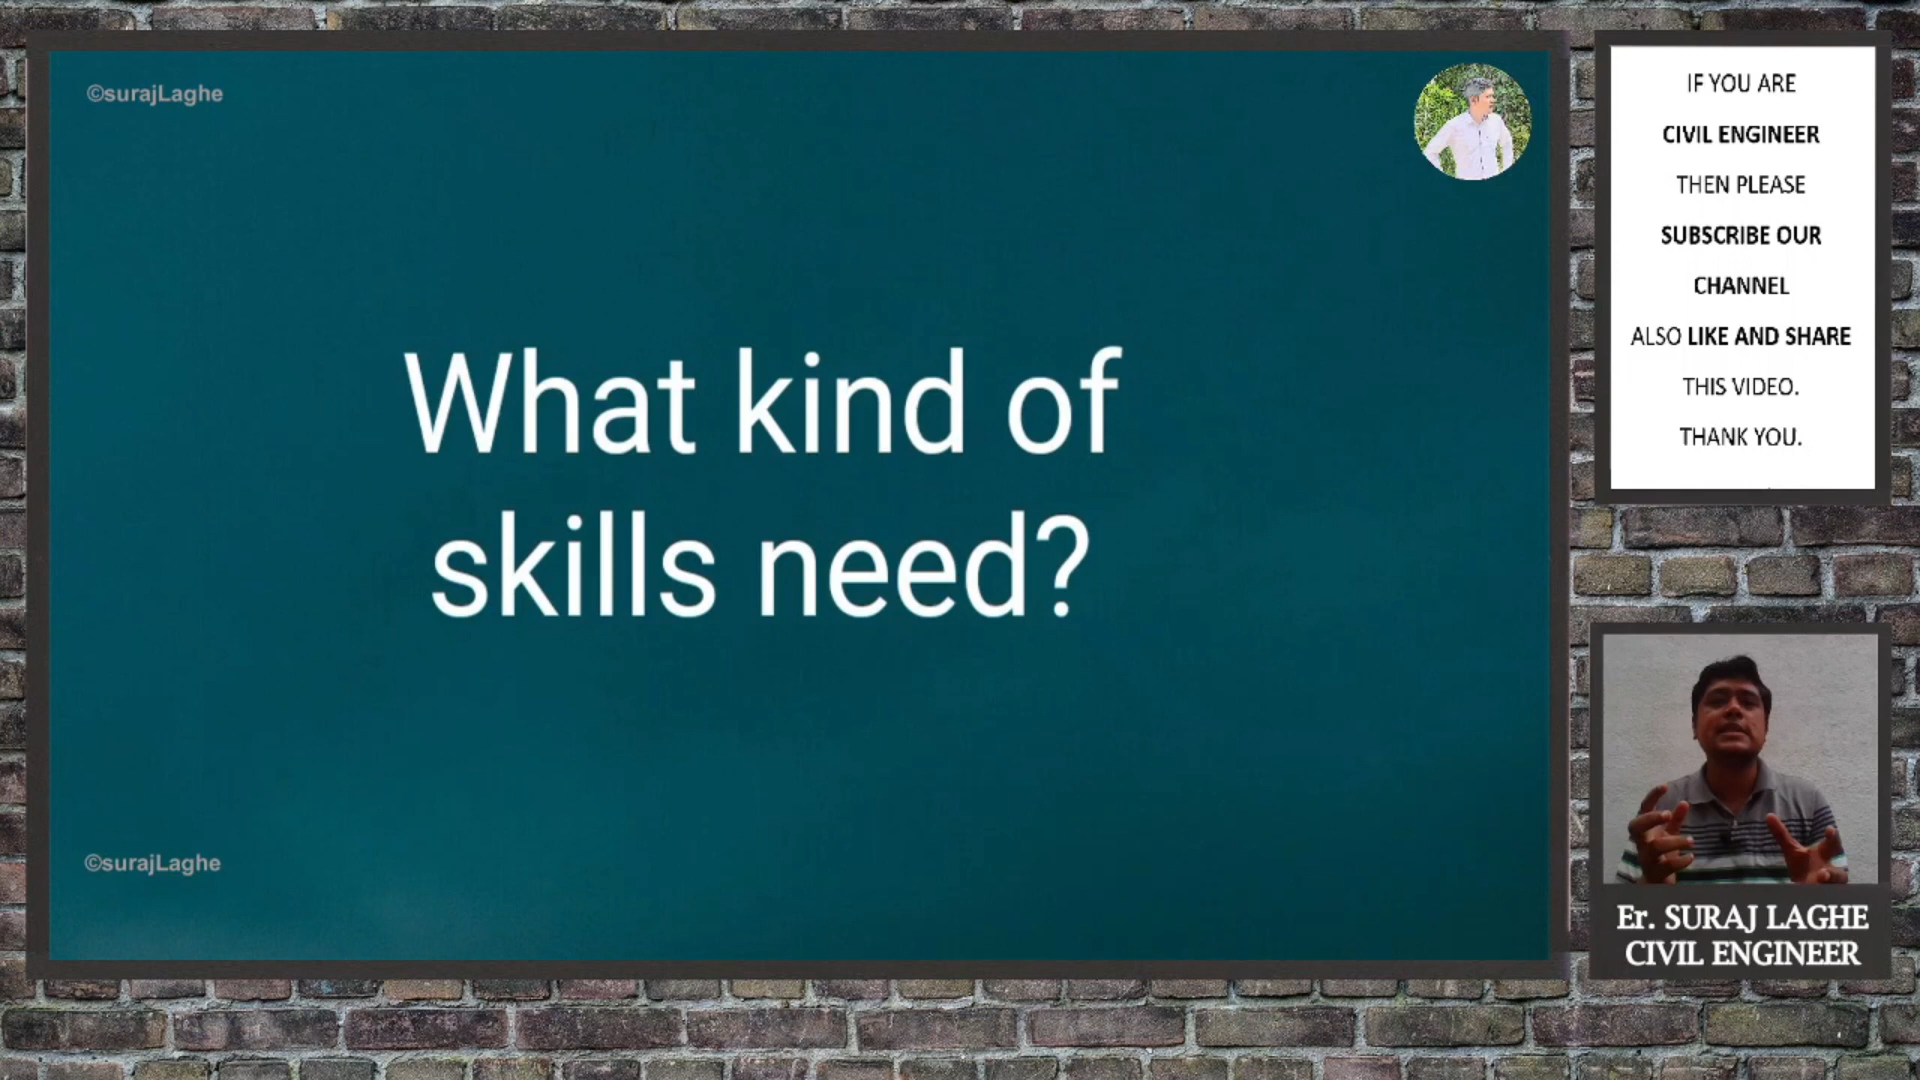 ©surajLaghe
What kind of
skills need?
©surajLaghe
IF YOU ARE
CIVIL ENGINEER
THEN PLEASE
SUBSCRIBE OUR
CHANNEL
ALSO LIKE AND SHARE
THIS VIDEO.
THANK YOU.
Er. SURAJ LAGHE
CIVIL ENGINEER